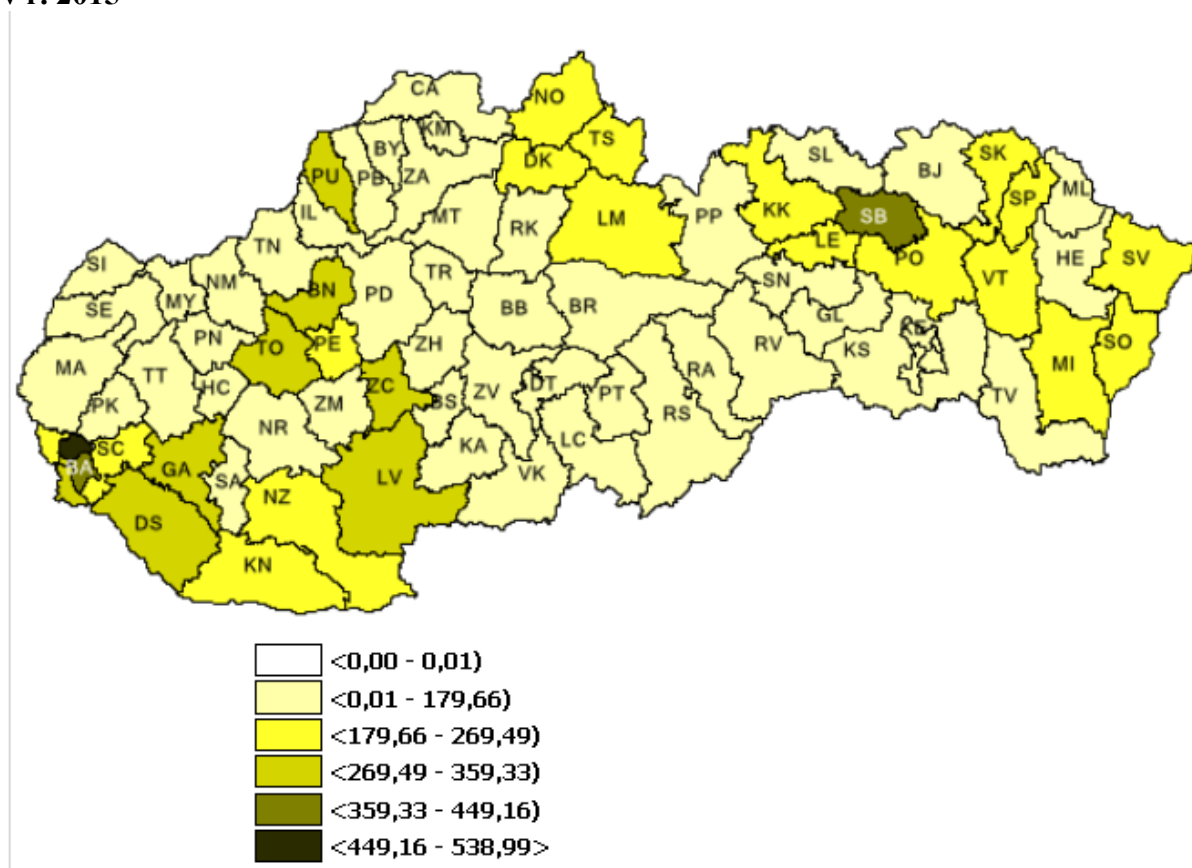 2015
CA
NO
KM
TS
BY
DK
SL
BJ
SK
PU
PB
ZA
ML
SP
IL
MT
RK
LM
PP
KK
SB
LE
PO
HE
SV
TN
SI
NM
BN
PD
TR
SN
VT
SE
MY
BB
BR
GL
PN
TO
PE
ZH
KS
RV
SO
MA
TT
HC
ZC
DT
PT
RA
MI
PK
ZM
BS
ZV
RS
TV
NR
KA
LC
SC
BA
GA
SA
LV
VK
NZ
DS
KN
<0,00 - 0,01)
<0,01 - 179,66)
<179,66 - 269,49)
<269,49 - 359,33)
<359,33 - 449,16)
<449,16 - 538,99>